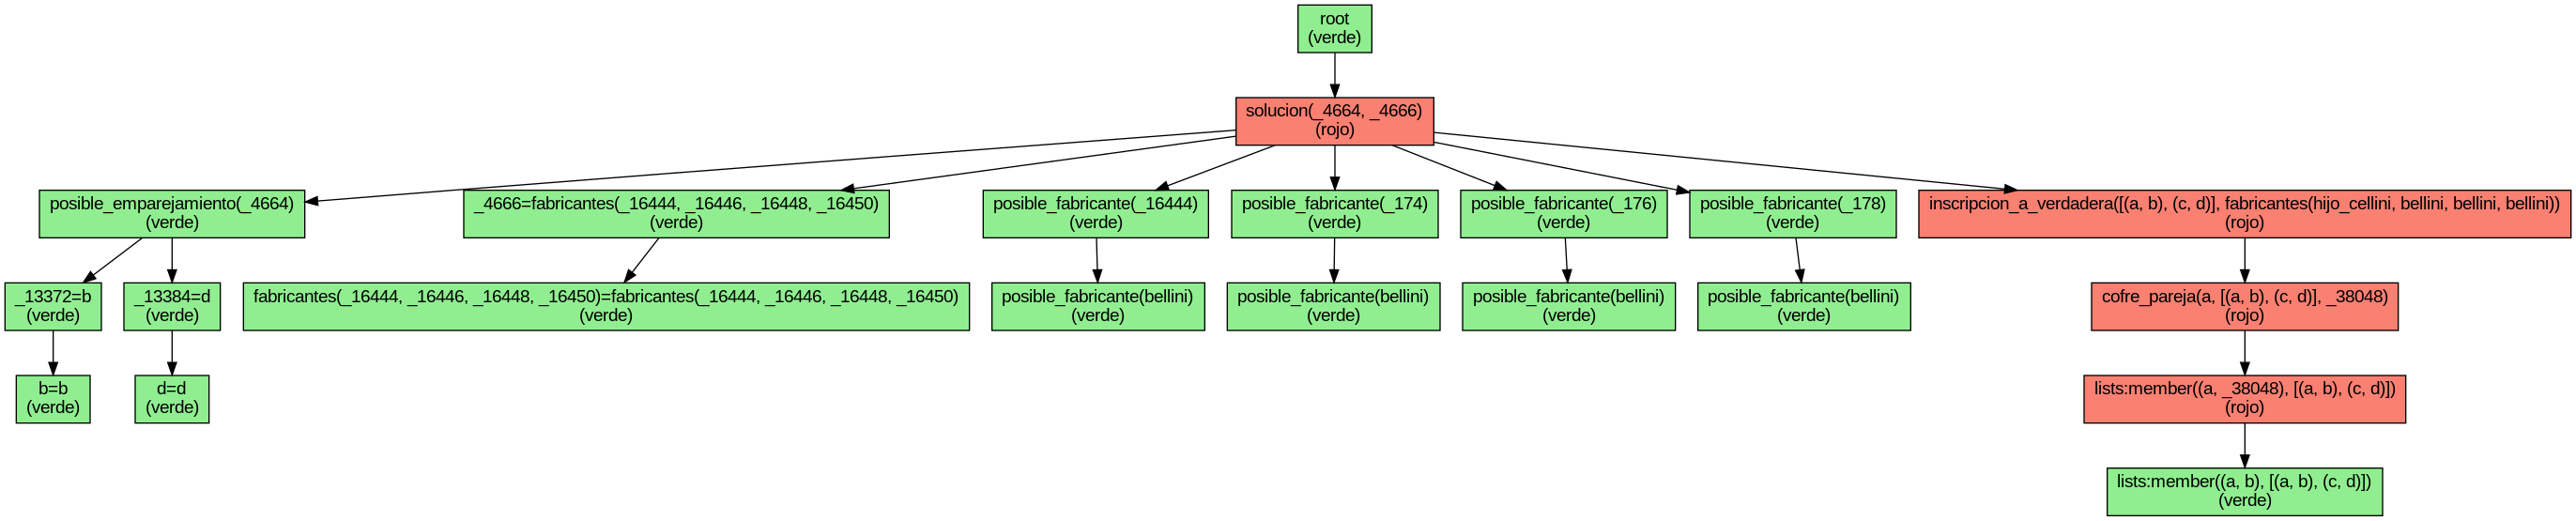 root
(verde)
solucion(_4664, _4666)
(rojo)
posible_emparejamiento(_4664)
(verde)
_4666=fabricantes(_16444, _16446, _16448, _16450)
(verde)
posible_fabricante(_16444)
(verde)
posible_fabricante(_174)
(verde)
posible_fabricante(_176)
(verde)
posible_fabricante(_178)
(verde)
inscripcion_a_verdadera([(a, b), (c, d)], fabricantes(hijo_cellini, bellini, bellini, bellini))
(rojo)
_13372=b
(verde)
_13384=d
(verde)
fabricantes(_16444, _16446, _16448, _16450)=fabricantes(_16444, _16446, _16448, _16450)
(verde)
posible_fabricante(bellini)
(verde)
posible_fabricante(bellini)
(verde)
posible_fabricante(bellini)
(verde)
posible_fabricante(bellini)
(verde)
cofre_pareja(a, [(a, b), (c, d)], _38048)
(rojo)
b=b
(verde)
d=d
(verde)
lists:member((a, _38048), [(a, b), (c, d)])
(rojo)
lists:member((a, b), [(a, b), (c, d)])
(verde)